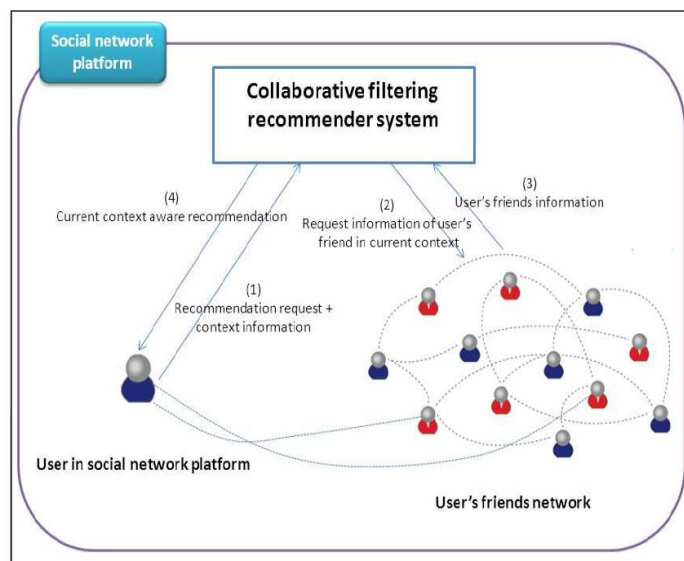 Social network
platform
Collaborative filtering
recommender system
(4)
Current context aware recommendation
(3)
User's friends information
(2)
Request information of user's
friend in current context
(1)
Recommendation request +
context information
User in social network platform
User's friends network